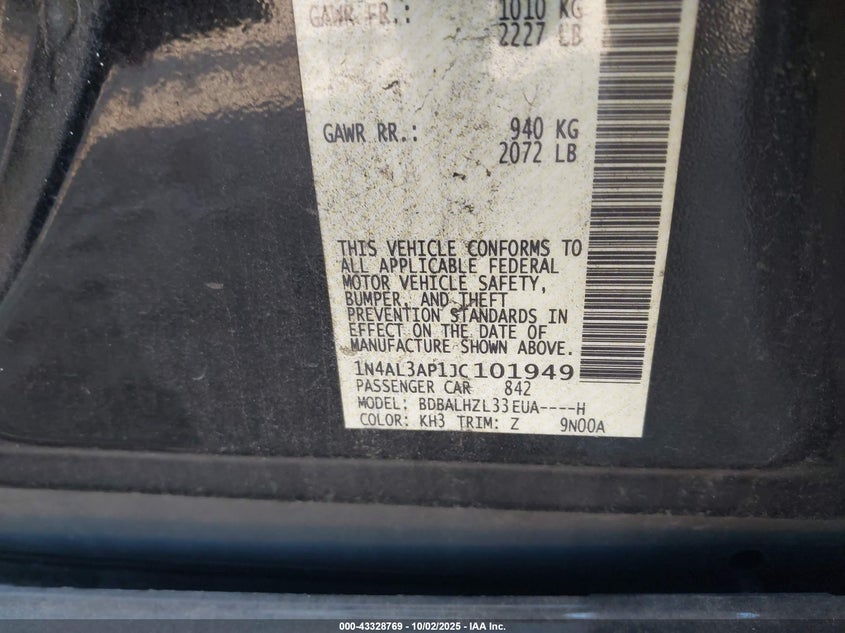 GAWR FR.: 1010 KG
2227 LB
GAWR RR.: 940 KG
2072 LB
THIS VEHICLE CONFORMS TO
ALL APPLICABLE FEDERAL
MOTOR VEHICLE SAFETY,
BUMPER, AND THEFT
PREVENTION STANDARDS IN
EFFECT ON THE DATE OF
MANUFACTURE SHOWN ABOVE.
1N4AL3AP1JC101949
PASSENGER CAR 842
MODEL: BDBALHZL33EUA----H
COLOR: KH3 TRIM: Z 9N00A
000-43328769 - 10/02/2025 - IAA Inc.